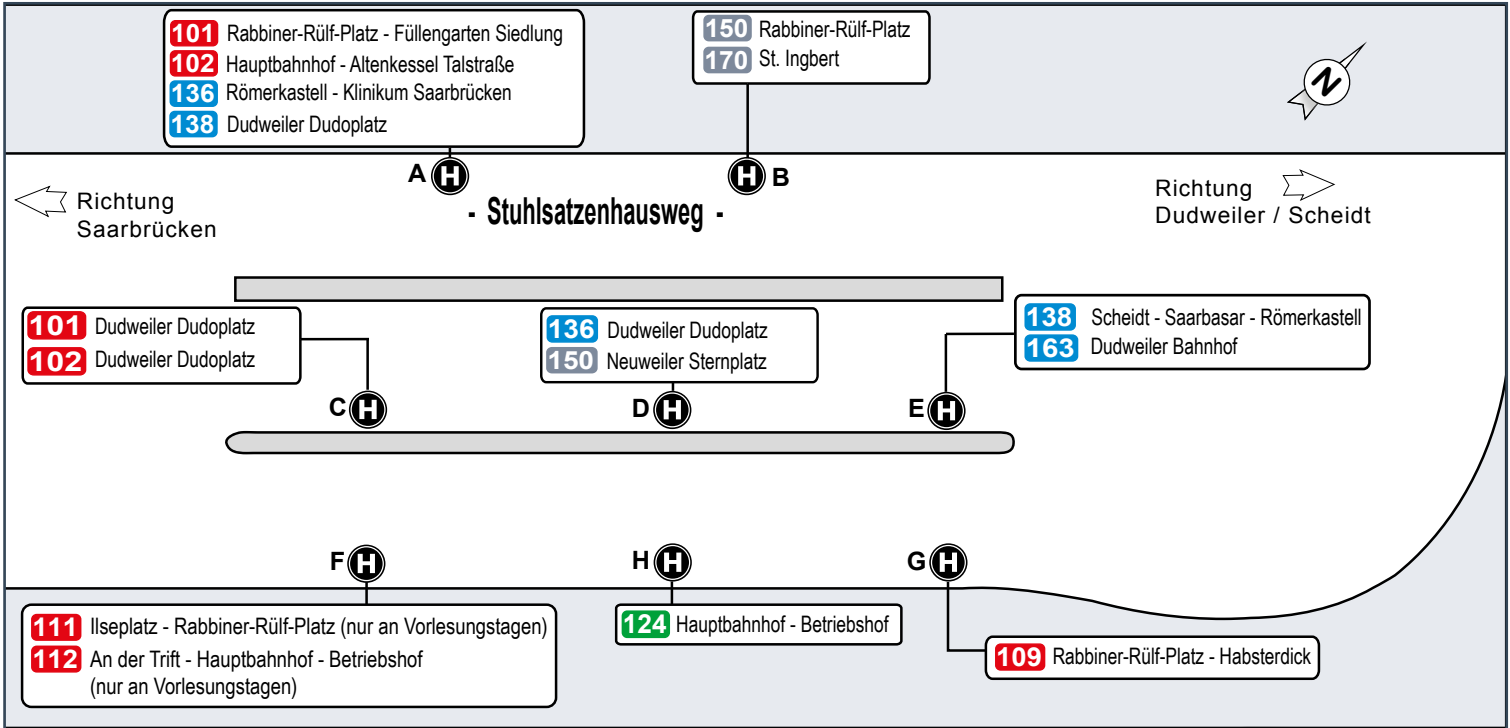 101 Rabbiner-Rülf-Platz - Füllengarten Siedlung
102 Hauptbahnhof - Altenkessel Talstraße
136 Römerkastell - Klinikum Saarbrücken
138 Dudweiler Dudoplatz
150 Rabbiner-Rülf-Platz
170 St. Ingbert
N
A H
H B
Richtung
Saarbrücken
- Stuhlsatzenhausweg -
Richtung
Dudweiler / Scheidt
101 Dudweiler Dudoplatz
102 Dudweiler Dudoplatz
136 Dudweiler Dudoplatz
150 Neuweiler Sternplatz
138 Scheidt - Saarbasar - Römerkastell
163 Dudweiler Bahnhof
C H
D H
E H
F H
H H
G H
111 Ilseplatz - Rabbiner-Rülf-Platz (nur an Vorlesungstagen)
112 An der Trift - Hauptbahnhof - Betriebshof
(nur an Vorlesungstagen)
124 Hauptbahnhof - Betriebshof
109 Rabbiner-Rülf-Platz - Habsterdick